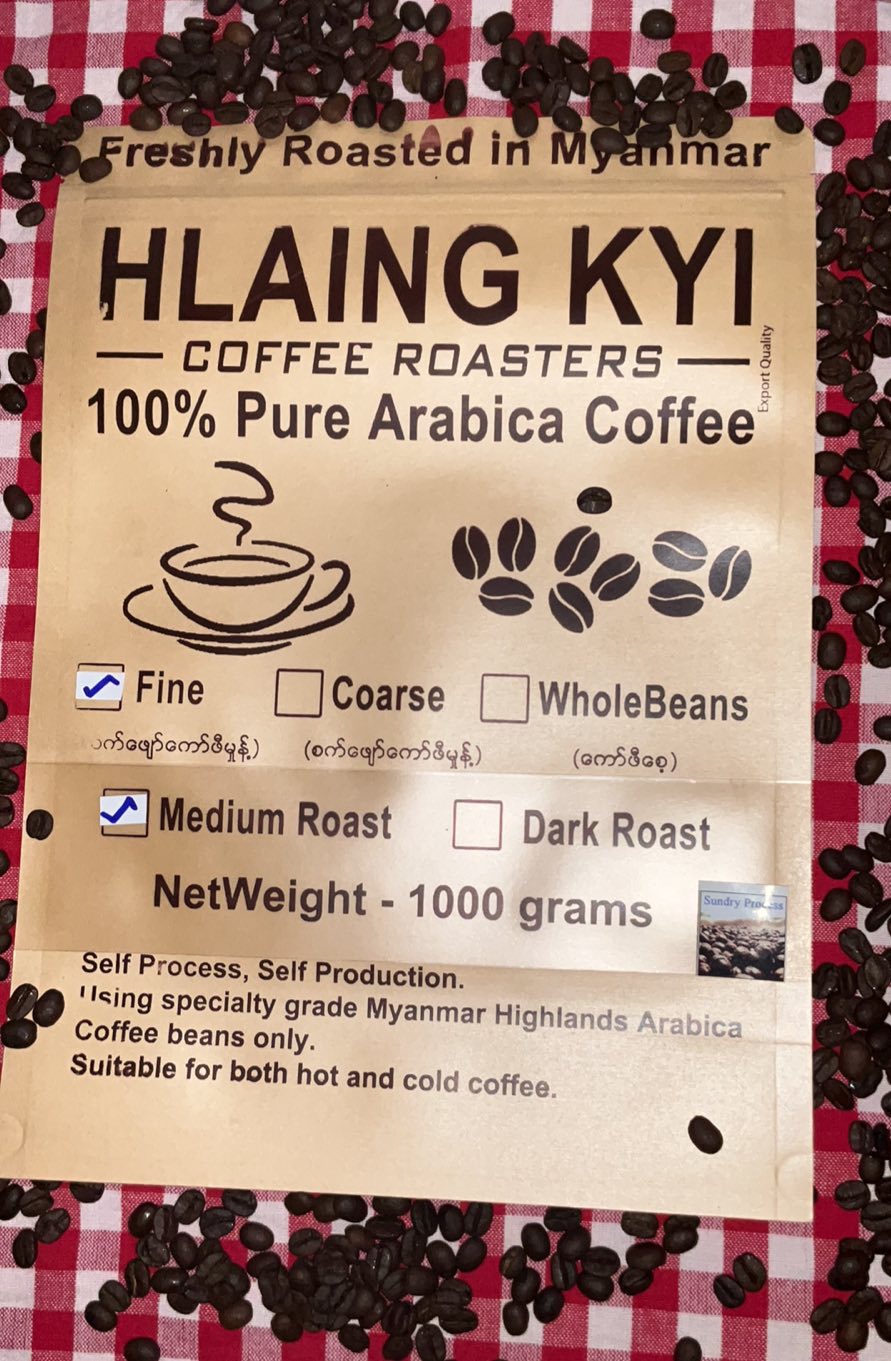 Freshly Roasted in Myanmar
HLAING KYI
COFFEE ROASTERS
Export Quality
100% Pure Arabica Coffee
Fine Coarse WholeBeans
(စက်ဖျော်ကော်ဖီမှုန့်) (ကော်ဖီစေ့)
Medium Roast Dark Roast
NetWeight - 1000 grams
Sundry Process
Self Process, Self Production.
Using specialty grade Myanmar Highlands Arabica
Coffee beans only.
Suitable for both hot and cold coffee.